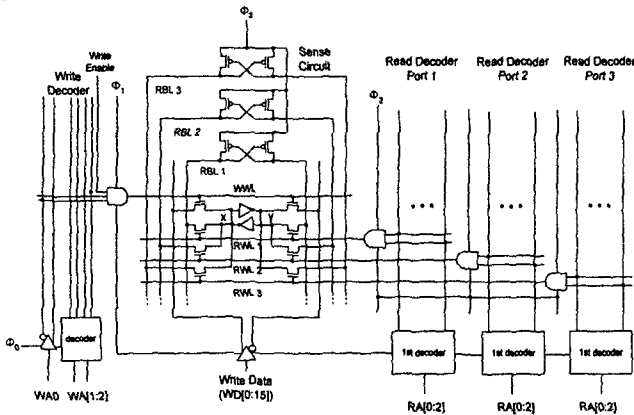 Φ3
Write
Enable
Write
Decoder
Φ1
Sense
Circuit
RBL 3
RBL 2
RBL 1
Read Decoder
Port 1
Read Decoder
Port 2
Read Decoder
Port 3
Φ2
WWL
X
Y
RWL 1
RWL 2
RWL 3
Φ0
decoder
WA0
WA[1:2]
Write Data
(WD[0:15])
1st decoder
1st decoder
1st decoder
RA[0:2]
RA[0:2]
RA[0:2]